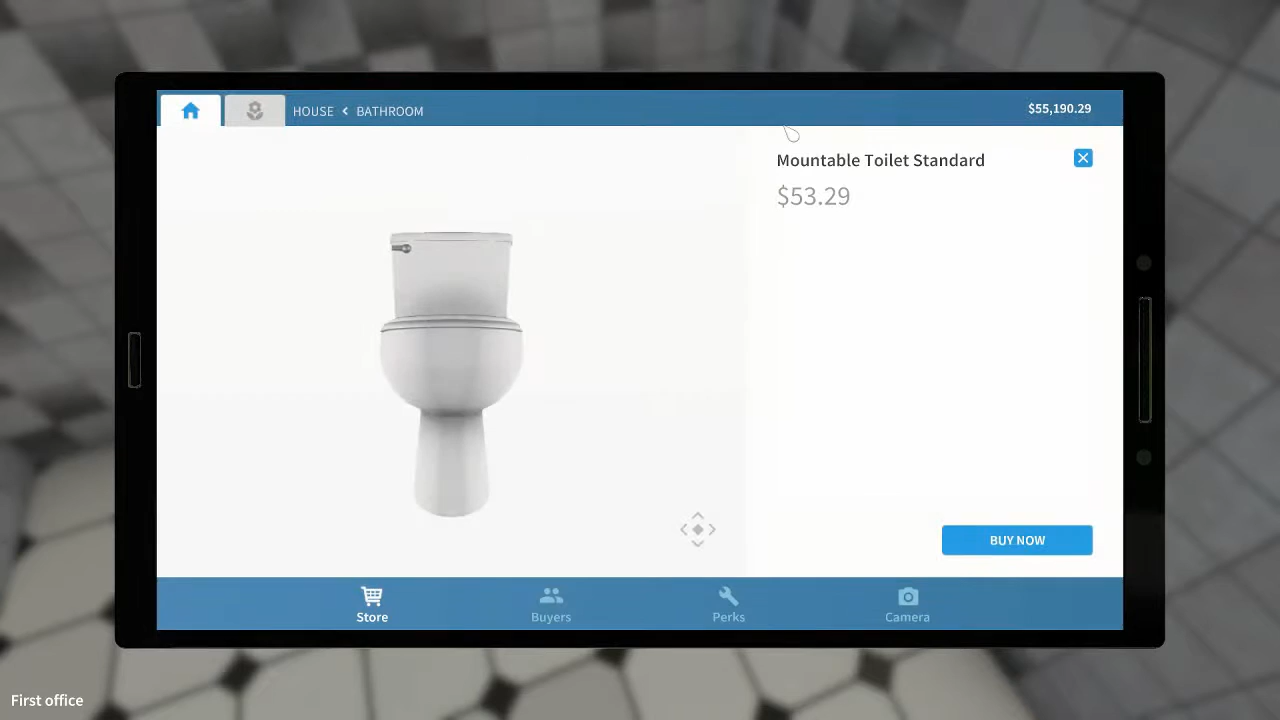 HOUSE < BATHROOM
$55,190.29
Mountable Toilet Standard
$53.29
BUY NOW
Store
Buyers
Perks
Camera
First office